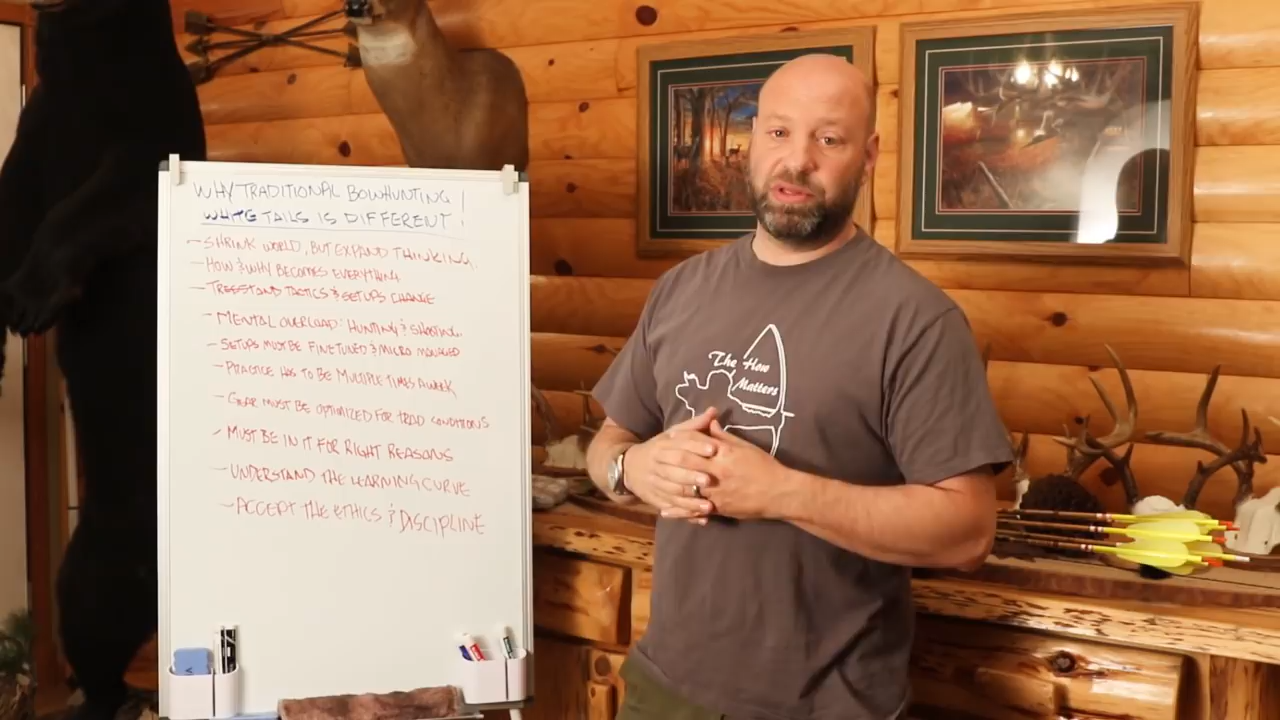 WHY TRADITIONAL BOWHUNTING!
WHITE TAILS IS DIFFERENT!
- SHRINK WORLD, BUT EXPAND THINKING.
- HOW & WHY BECOMES EVERYTHING
- TREESTAND TACTICS & SETUPS CHANGE
- MENTAL OVERLOAD: HUNTING & SHOOTING
- SETUPS MUST BE FINETUNED & MICRO MANAGED
- PRACTICE HAS TO BE MULTIPLE TIMES A WEEK
- GEAR MUST BE OPTIMIZED FOR TRAD CONDITIONS
- MUST BE IN IT FOR RIGHT REASONS
- UNDERSTAND THE LEARNING CURVE
- ACCEPT THE ETHICS & DISCIPLINE
The How
Matters